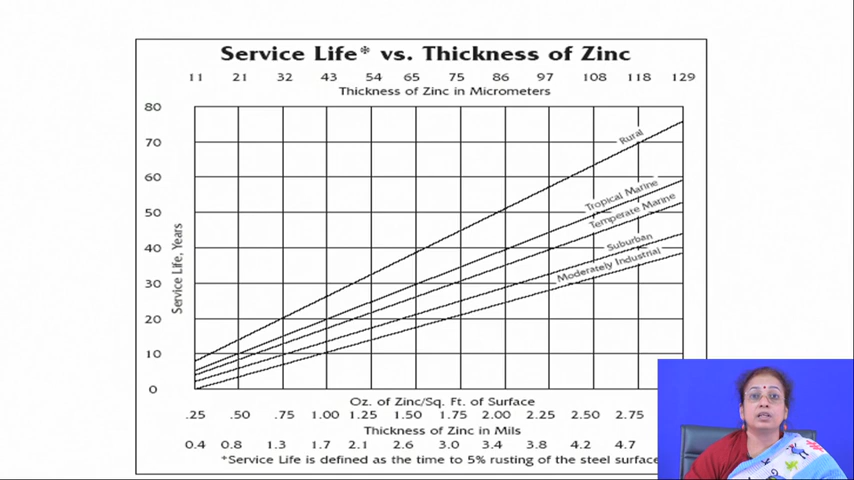 Service Life* vs. Thickness of Zinc
11 21 32 43 54 65 75 86 97 108 118 129
Thickness of Zinc in Micrometers
80
70
60
50
40
30
20
10
0
Service Life, Years
Rural
Tropical Marine
Temperate Marine
Suburban
Moderately Industrial
Oz. of Zinc/Sq. Ft. of Surface
.25 .50 .75 1.00 1.25 1.50 1.75 2.00 2.25 2.50 2.75
Thickness of Zinc in Mils
0.4 0.8 1.3 1.7 2.1 2.6 3.0 3.4 3.8 4.2 4.7
*Service Life is defined as the time to 5% rusting of the steel surface